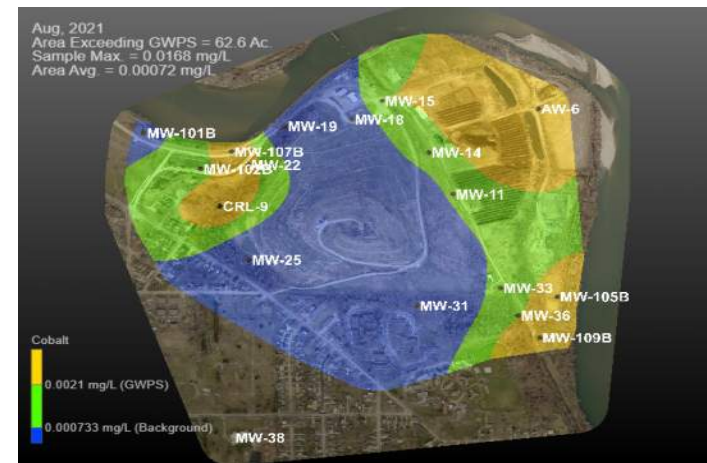 Aug, 2021
Area Exceeding GWPS = 62.6 Ac.
Sample Max. = 0.0168 mg/L
Area Avg. = 0.00072 mg/L
MW-15
AW-6
MW-18
MW-19
MW-101B
MW-107B
MW-14
MW-22
MW-102B
MW-11
CRL-9
MW-25
MW-33
MW-105B
MW-31
MW-36
MW-109B
Cobalt
0.0021 mg/L (GWPS)
0.000733 mg/L (Background)
MW-38